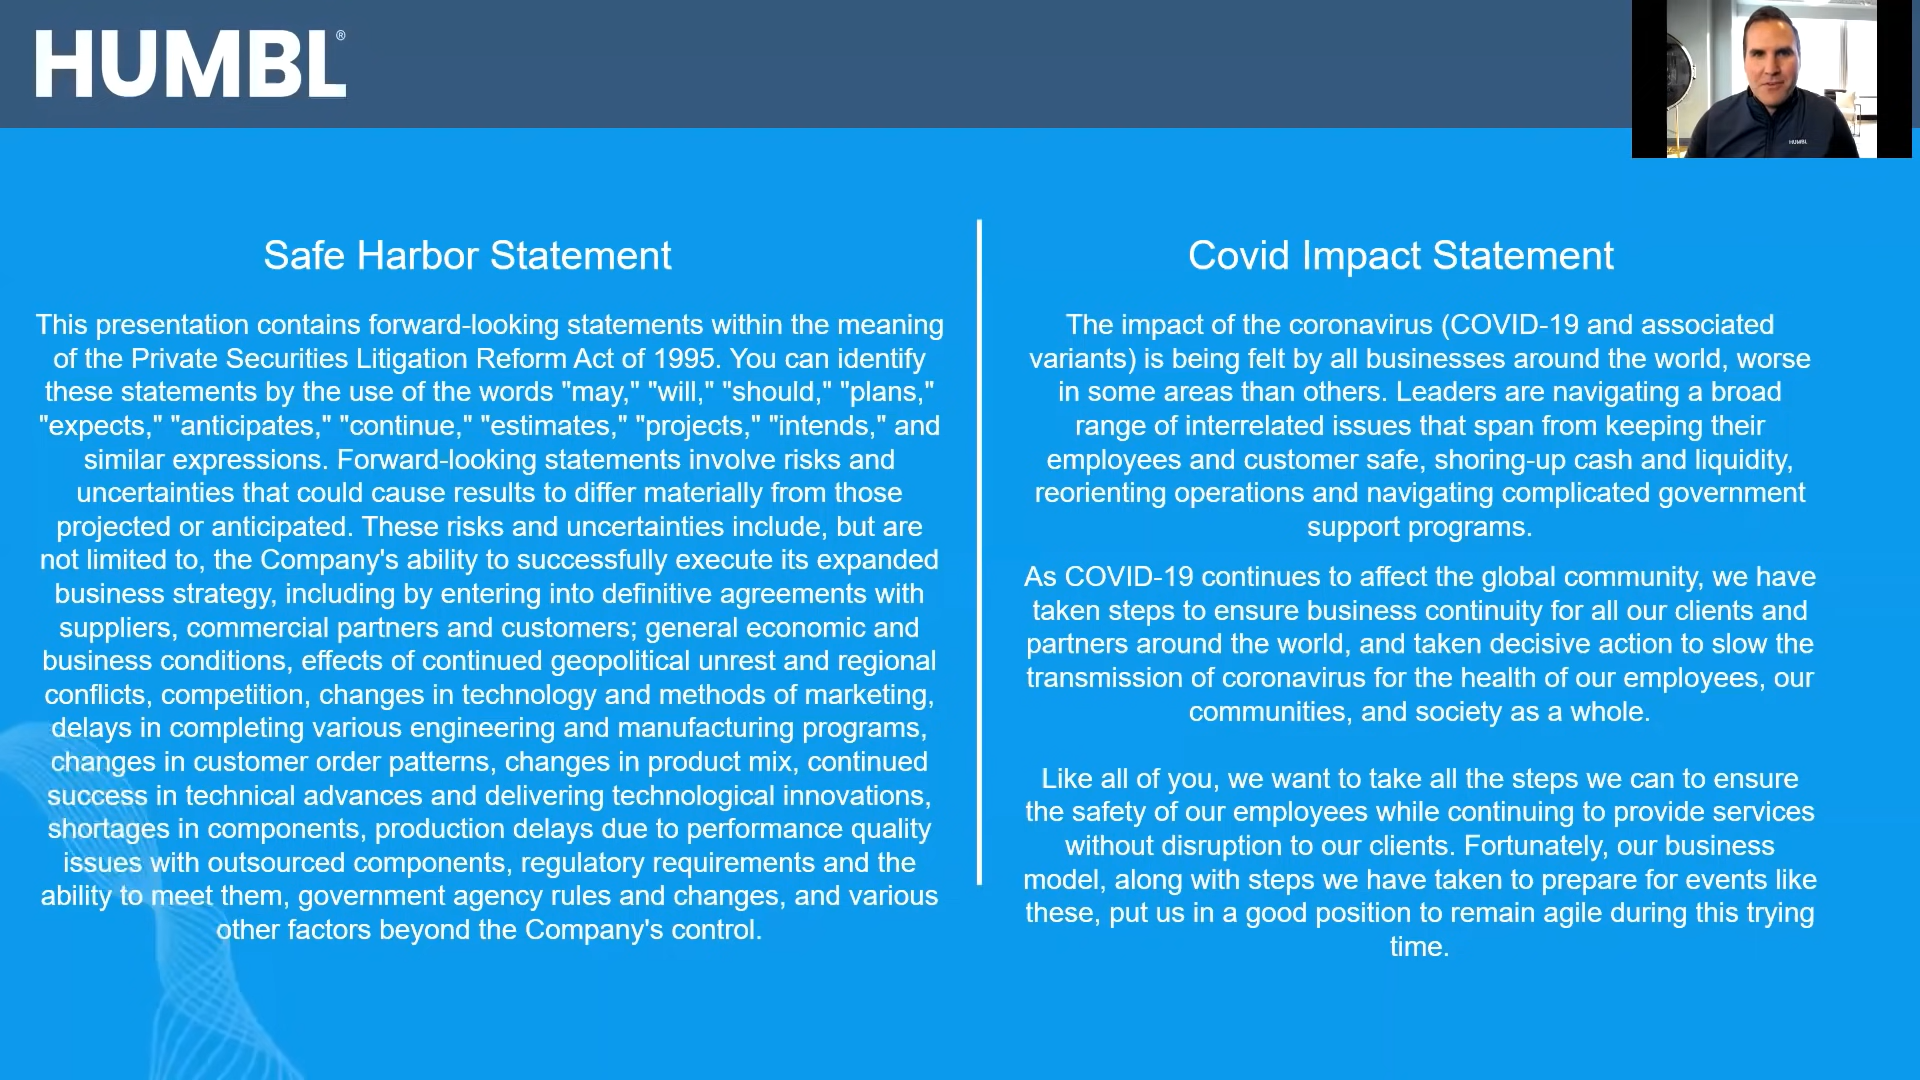 HUMBL®
HUMBL
Safe Harbor Statement
This presentation contains forward-looking statements within the meaning
of the Private Securities Litigation Reform Act of 1995. You can identify
these statements by the use of the words "may," "will," "should," "plans,"
"expects," "anticipates," "continue," "estimates," "projects," "intends," and
similar expressions. Forward-looking statements involve risks and
uncertainties that could cause results to differ materially from those
projected or anticipated. These risks and uncertainties include, but are
not limited to, the Company's ability to successfully execute its expanded
business strategy, including by entering into definitive agreements with
suppliers, commercial partners and customers; general economic and
business conditions, effects of continued geopolitical unrest and regional
conflicts, competition, changes in technology and methods of marketing,
delays in completing various engineering and manufacturing programs,
changes in customer order patterns, changes in product mix, continued
success in technical advances and delivering technological innovations,
shortages in components, production delays due to performance quality
issues with outsourced components, regulatory requirements and the
ability to meet them, government agency rules and changes, and various
other factors beyond the Company's control.
Covid Impact Statement
The impact of the coronavirus (COVID-19 and associated
variants) is being felt by all businesses around the world, worse
in some areas than others. Leaders are navigating a broad
range of interrelated issues that span from keeping their
employees and customer safe, shoring-up cash and liquidity,
reorienting operations and navigating complicated government
support programs.
As COVID-19 continues to affect the global community, we have
taken steps to ensure business continuity for all our clients and
partners around the world, and taken decisive action to slow the
transmission of coronavirus for the health of our employees, our
communities, and society as a whole.
Like all of you, we want to take all the steps we can to ensure
the safety of our employees while continuing to provide services
without disruption to our clients. Fortunately, our business
model, along with steps we have taken to prepare for events like
these, put us in a good position to remain agile during this trying
time.